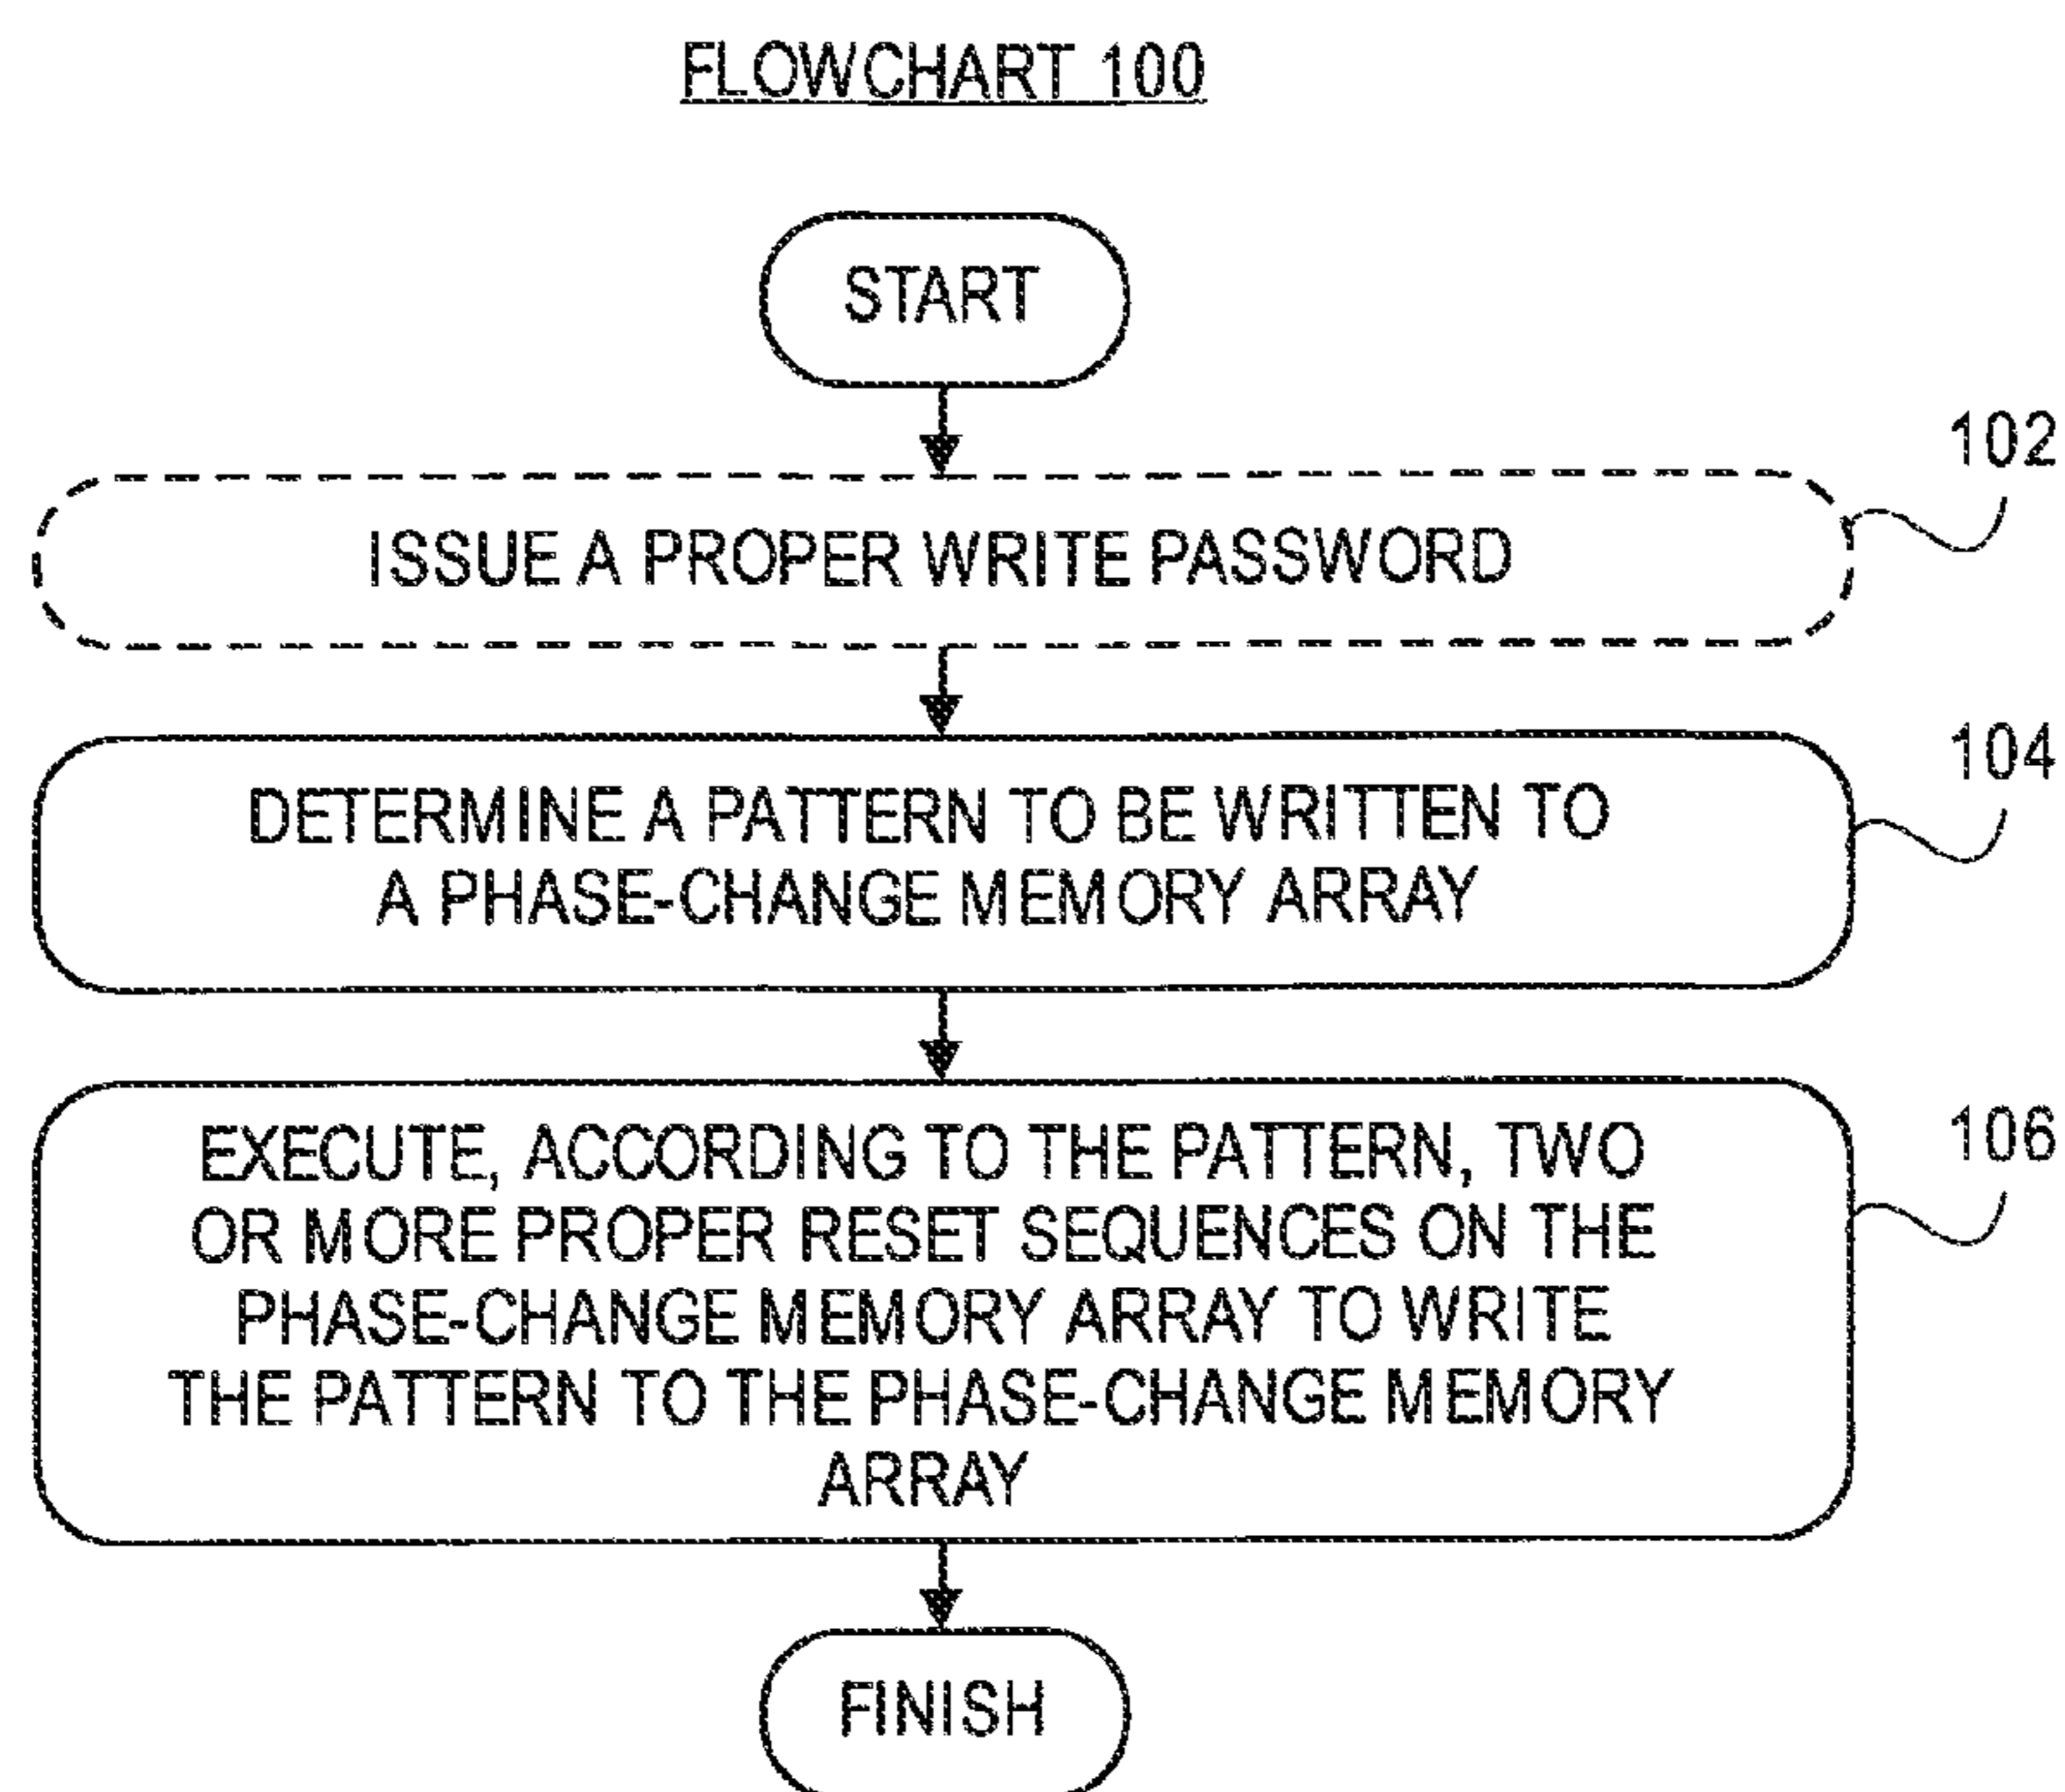 FLOWCHART 100
START
102
ISSUE A PROPER WRITE PASSWORD
104
DETERMINE A PATTERN TO BE WRITTEN TO
A PHASE-CHANGE MEMORY ARRAY
106
EXECUTE, ACCORDING TO THE PATTERN, TWO
OR MORE PROPER RESET SEQUENCES ON THE
PHASE-CHANGE MEMORY ARRAY TO WRITE
THE PATTERN TO THE PHASE-CHANGE MEMORY
ARRAY
FINISH